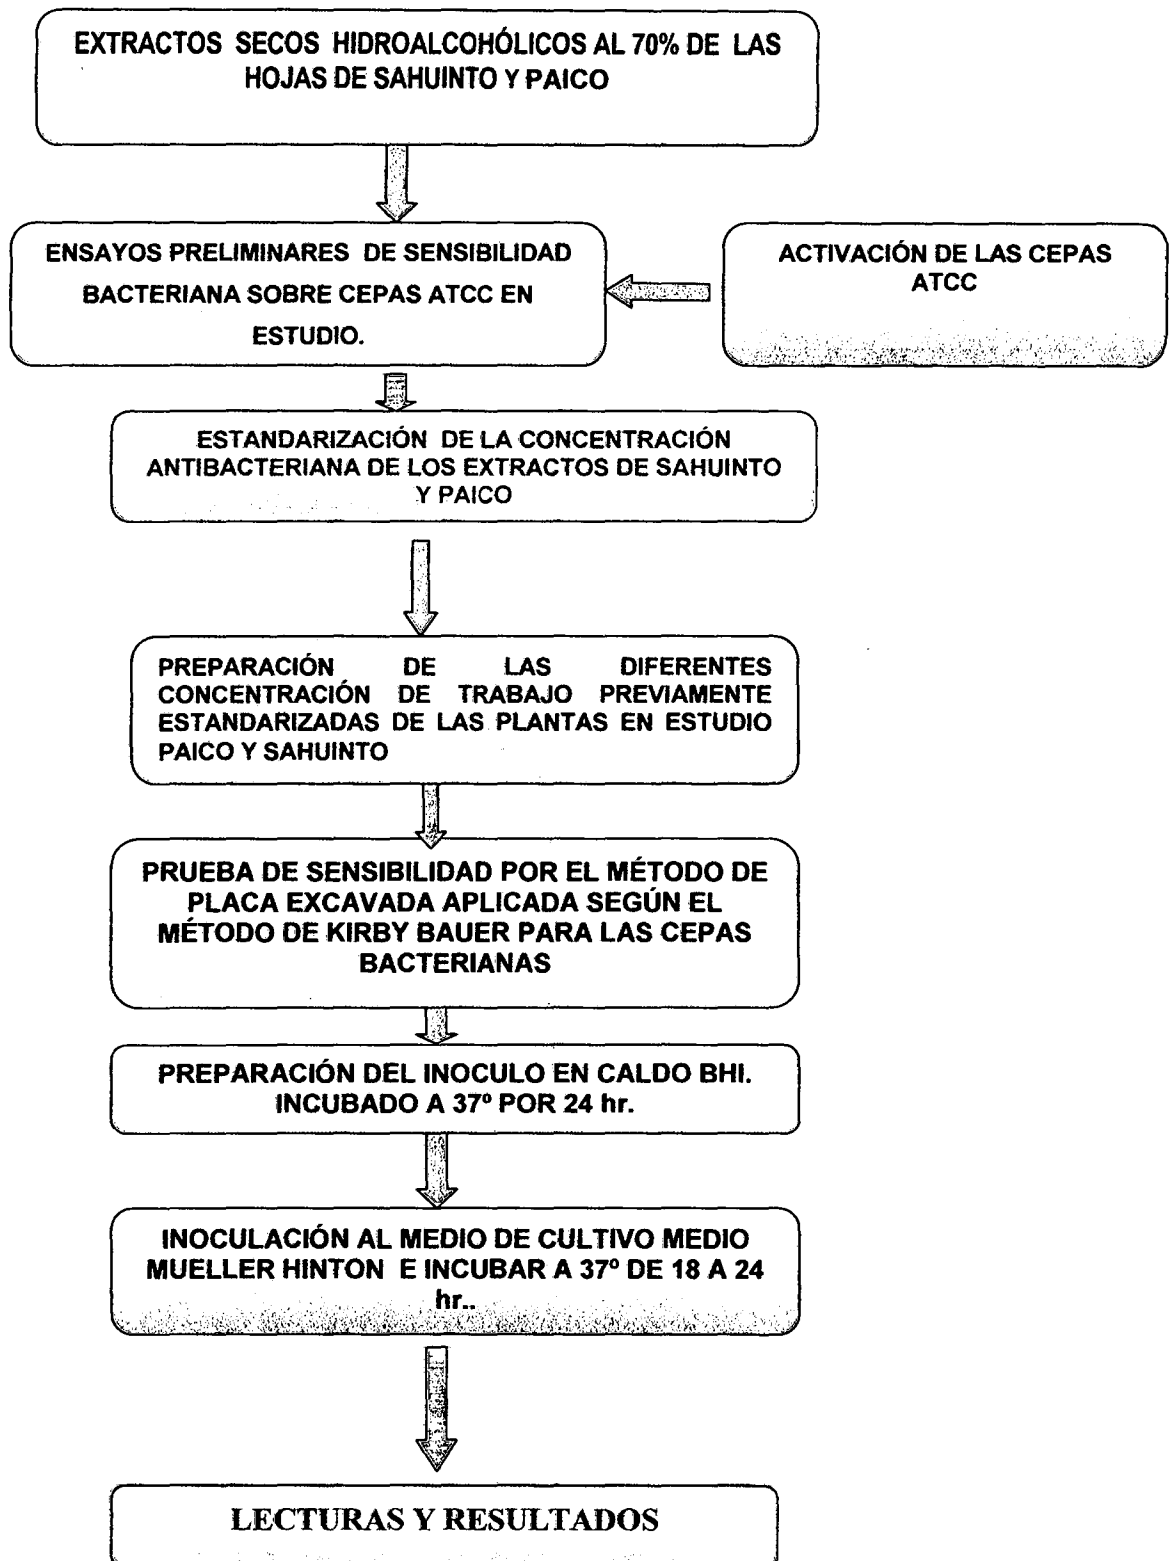 EXTRACTOS SECOS HIDROALCOHÓLICOS AL 70% DE LAS
HOJAS DE SAHUINTO Y PAICO
ENSAYOS PRELIMINARES DE SENSIBILIDAD
BACTERIANA SOBRE CEPAS ATCC EN
ESTUDIO.
ACTIVACIÓN DE LAS CEPAS
ATCC
ESTANDARIZACIÓN DE LA CONCENTRACIÓN
ANTIBACTERIANA DE LOS EXTRACTOS DE SAHUINTO
Y PAICO
PREPARACIÓN DE LAS DIFERENTES
CONCENTRACIÓN DE TRABAJO PREVIAMENTE
ESTANDARIZADAS DE LAS PLANTAS EN ESTUDIO
PAICO Y SAHUINTO
PRUEBA DE SENSIBILIDAD POR EL MÉTODO DE
PLACA EXCAVADA APLICADA SEGÚN EL
MÉTODO DE KIRBY BAUER PARA LAS CEPAS
BACTERIANAS
PREPARACIÓN DEL INOCULO EN CALDO BHI.
INCUBADO A 37º POR 24 hr.
INOCULACIÓN AL MEDIO DE CULTIVO MEDIO
MUELLER HINTON E INCUBAR A 37º DE 18 A 24
hr..
LECTURAS Y RESULTADOS